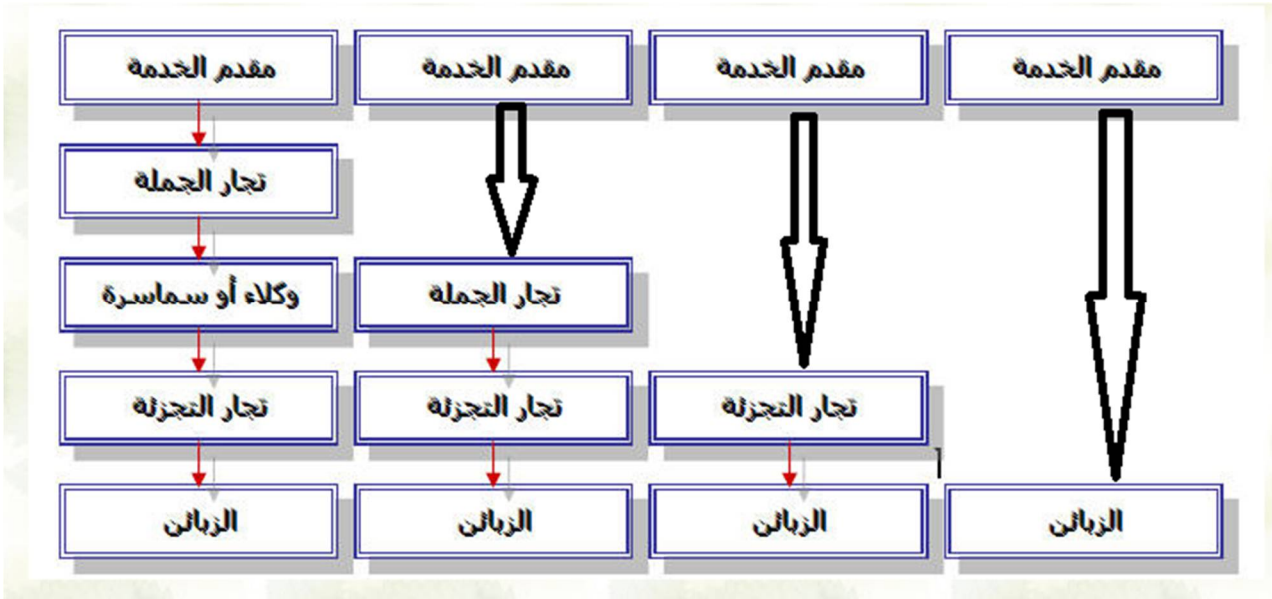 مقدم الخدمة
مقدم الخدمة
مقدم الخدمة
مقدم الخدمة
تجار الجملة
تجار الجملة
وكلاء أو سماسرة
تجار التجزئة
تجار التجزئة
تجار التجزئة
الزبائن
الزبائن
الزبائن
الزبائن